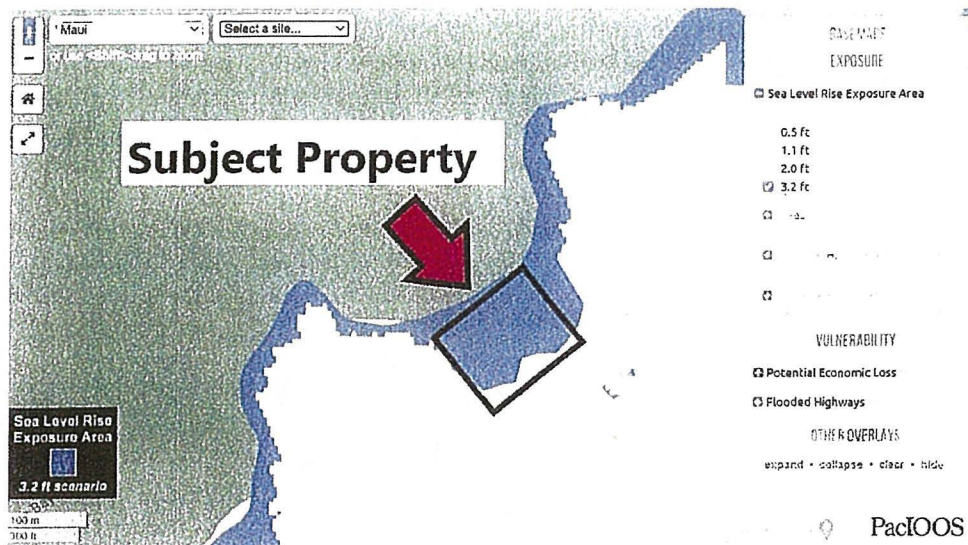 Maui
Select a site...
Subject Property
BASE MAPS
EXPOSURE
Sea Level Rise Exposure Area
0.5 ft
1.1 ft
2.0 ft
3.2 ft
VULNERABILITY
Potential Economic Loss
Flooded Highways
OTHER OVERLAYS
expand • collapse • clear • hide
Sea Level Rise
Exposure Area
3.2 ft scenario
100 m
300 ft
PacIOOS